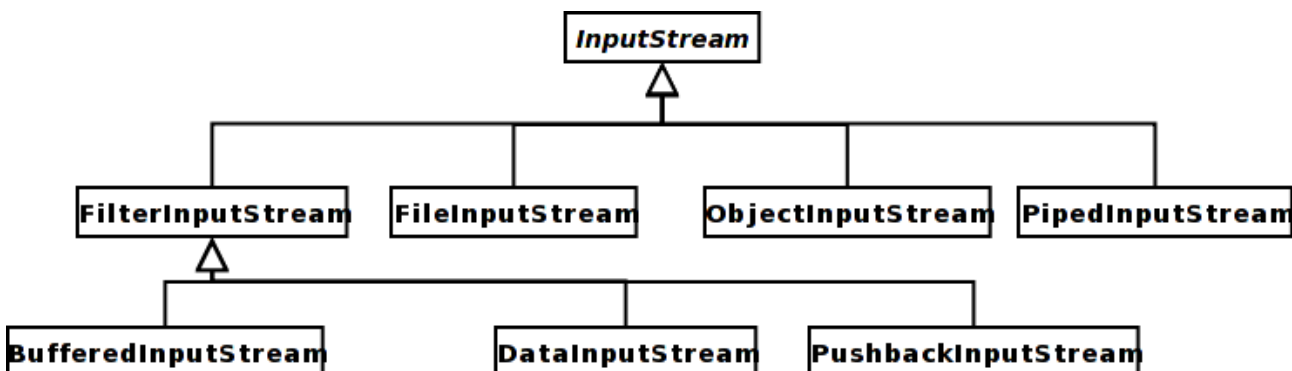 InputStream
FilterInputStream
FileInputStream
ObjectInputStream
PipedInputStream
BufferedInputStream
DataInputStream
PushbackInputStream